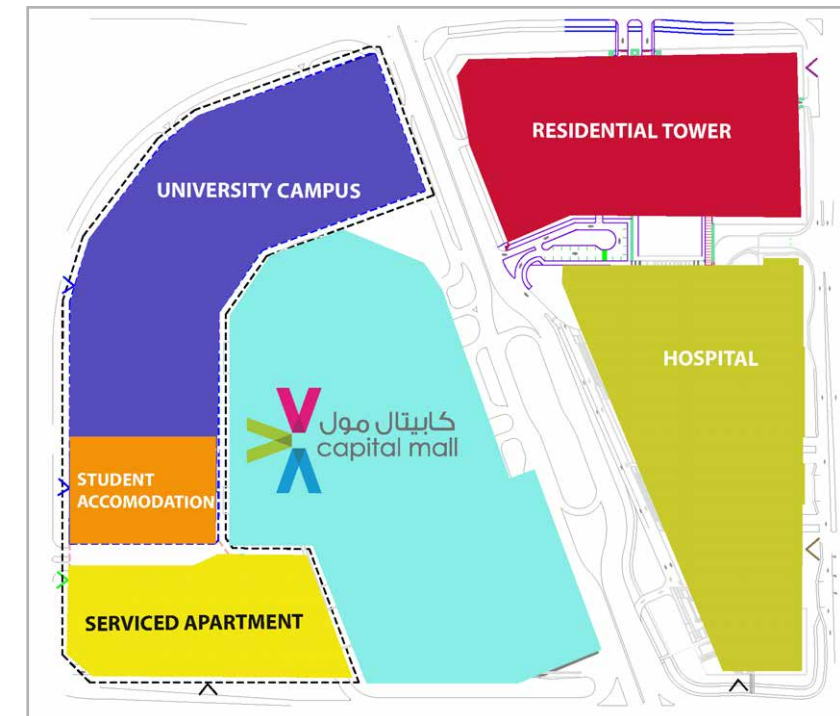 RESIDENTIAL TOWER
UNIVERSITY CAMPUS
HOSPITAL
كابيتال مول
capital mall
STUDENT
ACCOMODATION
SERVICED APARTMENT